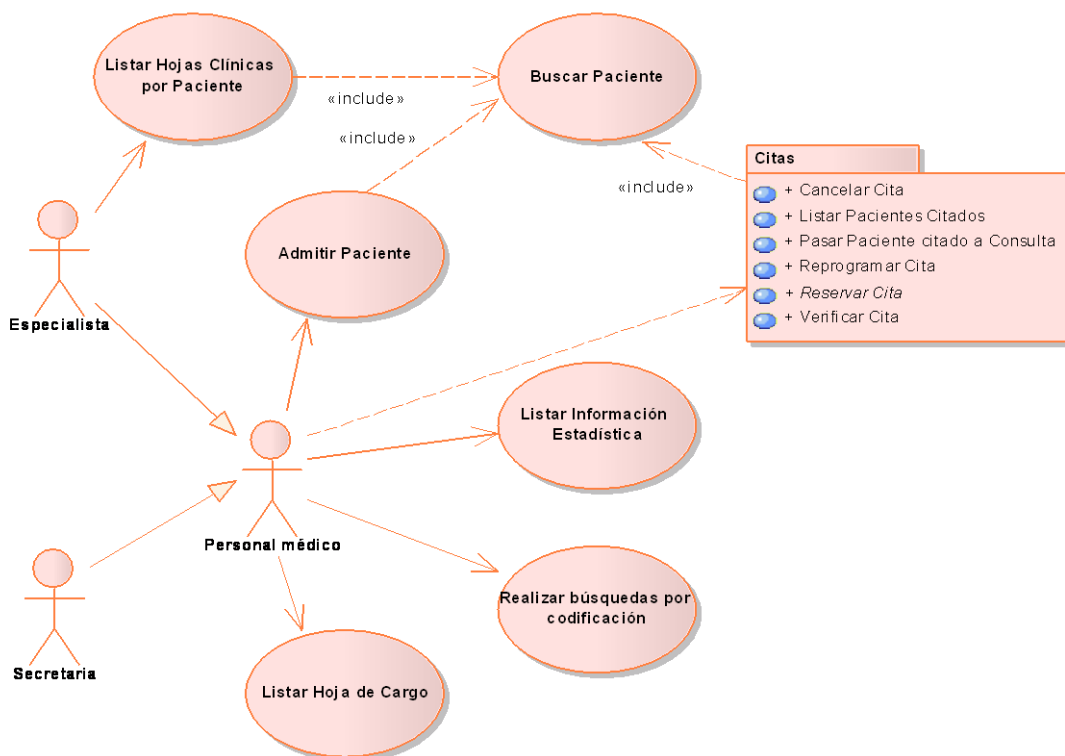 Listar Hojas Clínicas
por Paciente
Buscar Paciente
«include»
«include»
«include»
Citas
+ Cancelar Cita
+ Listar Pacientes Citados
+ Pasar Paciente citado a Consulta
+ Reprogramar Cita
+ Reservar Cita
+ Verificar Cita
Admitir Paciente
Especialista
Listar Información
Estadística
Personal médico
Realizar búsquedas por
codificación
Secretaria
Listar Hoja de Cargo